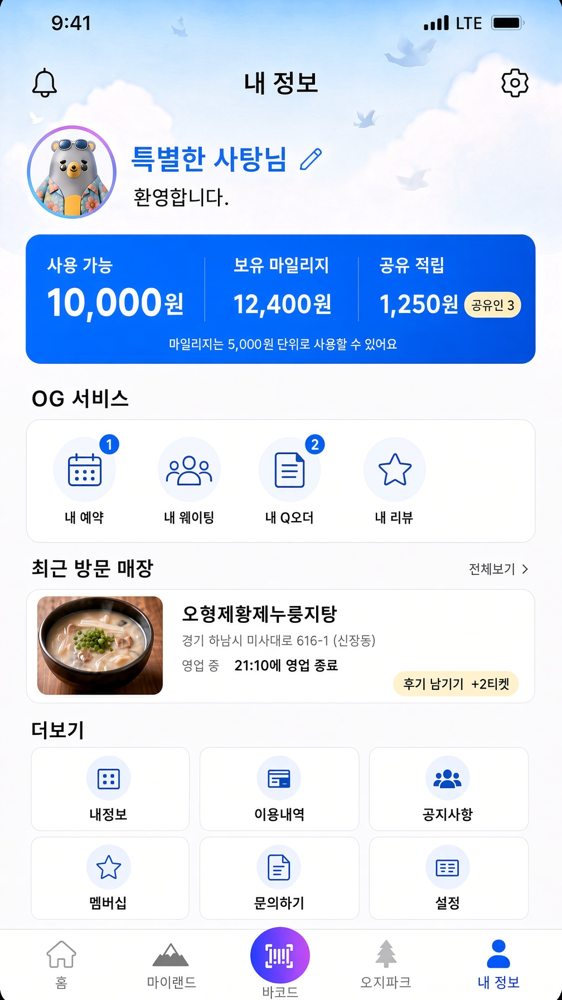 9:41
LTE
내 정보
특별한 사탕님
환영합니다.
사용 가능
10,000원
보유 마일리지
12,400원
공유 적립
1,250원
공유인 3
마일리지는 5,000원 단위로 사용할 수 있어요
OG 서비스
1
2
내 예약
내 웨이팅
내 Q오더
내 리뷰
최근 방문 매장
전체보기 >
오형제황제누룽지탕
경기 하남시 미사대로 616-1 (신장동)
영업 중 21:10에 영업 종료
후기 남기기 +2티켓
더보기
내정보
이용내역
공지사항
멤버십
문의하기
설정
홈
마이랜드
바코드
오지파크
내 정보